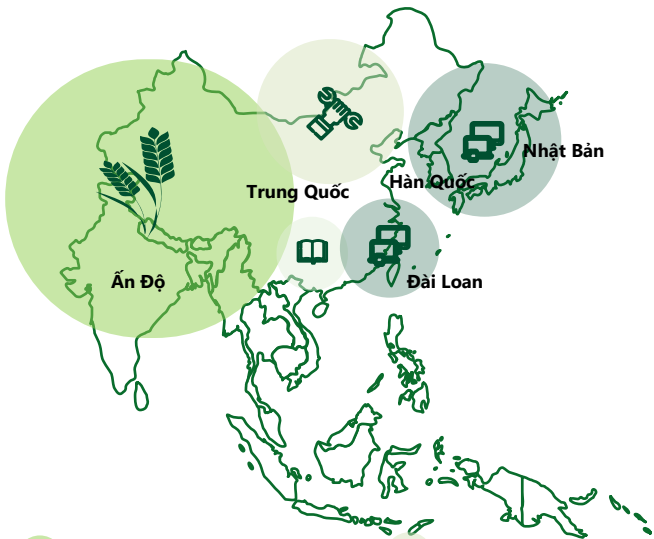 Nhật Bản
Trung Quốc
Hàn Quốc
Ấn Độ
Đài Loan